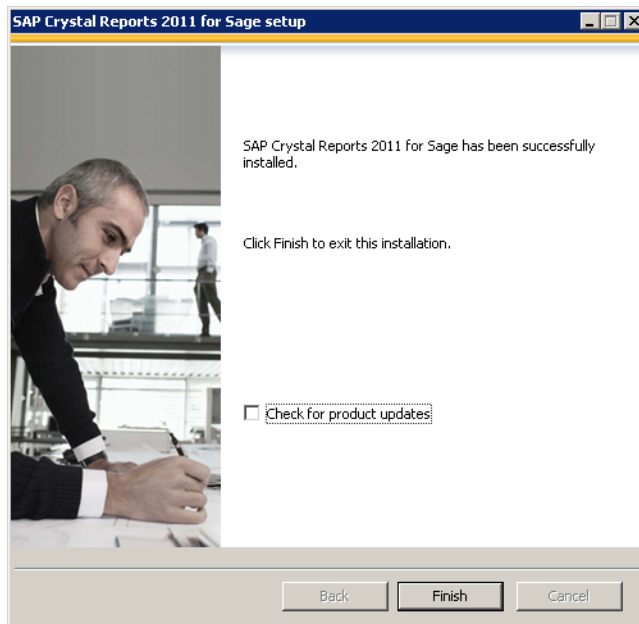 SAP Crystal Reports 2011 for Sage setup
SAP Crystal Reports 2011 for Sage has been successfully
installed.
Click Finish to exit this installation.
Check for product updates
Back
Finish
Cancel